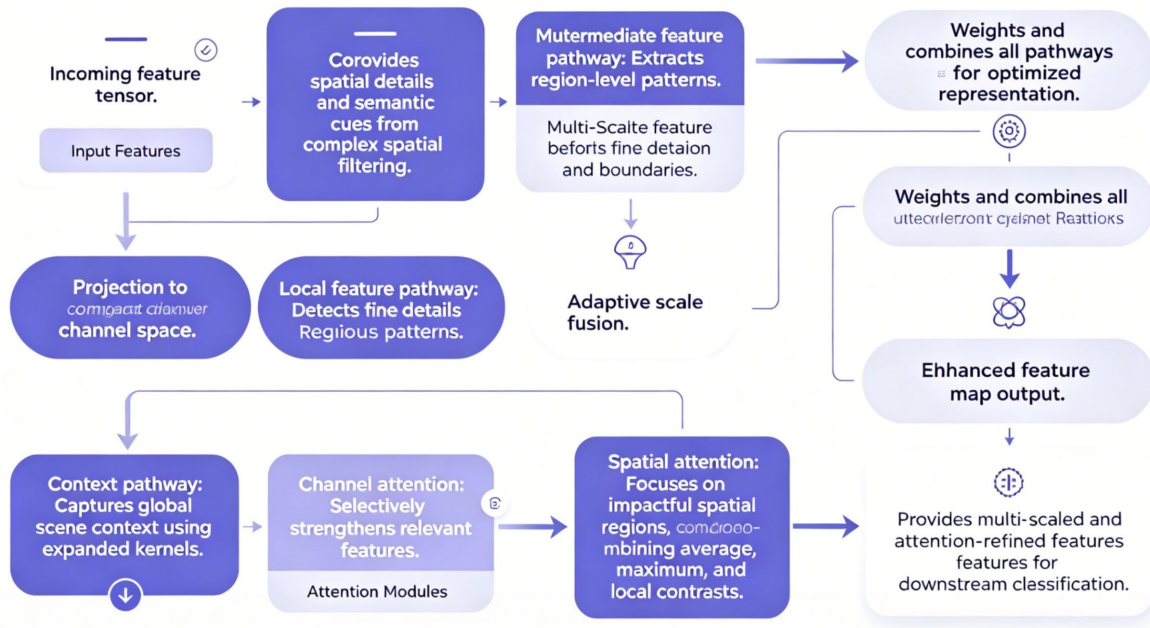 Incoming feature
tensor.
Input Features
Corovides
spatial details
and semantic
cues from
complex spatial
filtering.
Mutermediate feature
pathway: Extracts
region-level patterns.
Multi-Scaite feature
beforts fine detaion
and boundaries.
Weights and
combines all pathways
for optimized
representation.
Weights and combines all
Projection to
channel space.
Local feature pathway:
Detects fine details
Regious patterns.
Adaptive scale
fusion.
Enhanced feature
map output.
Context pathway:
Captures global
scene context using
expanded kernels.
Channel attention:
Selectively
strengthens relevant
features.
Attention Modules
Spatial attention:
Focuses on
impactful spatial
regions,
mbining average,
maximum, and
local contrasts.
Provides multi-scaled and
attention-refined features
features for
downstream classification.